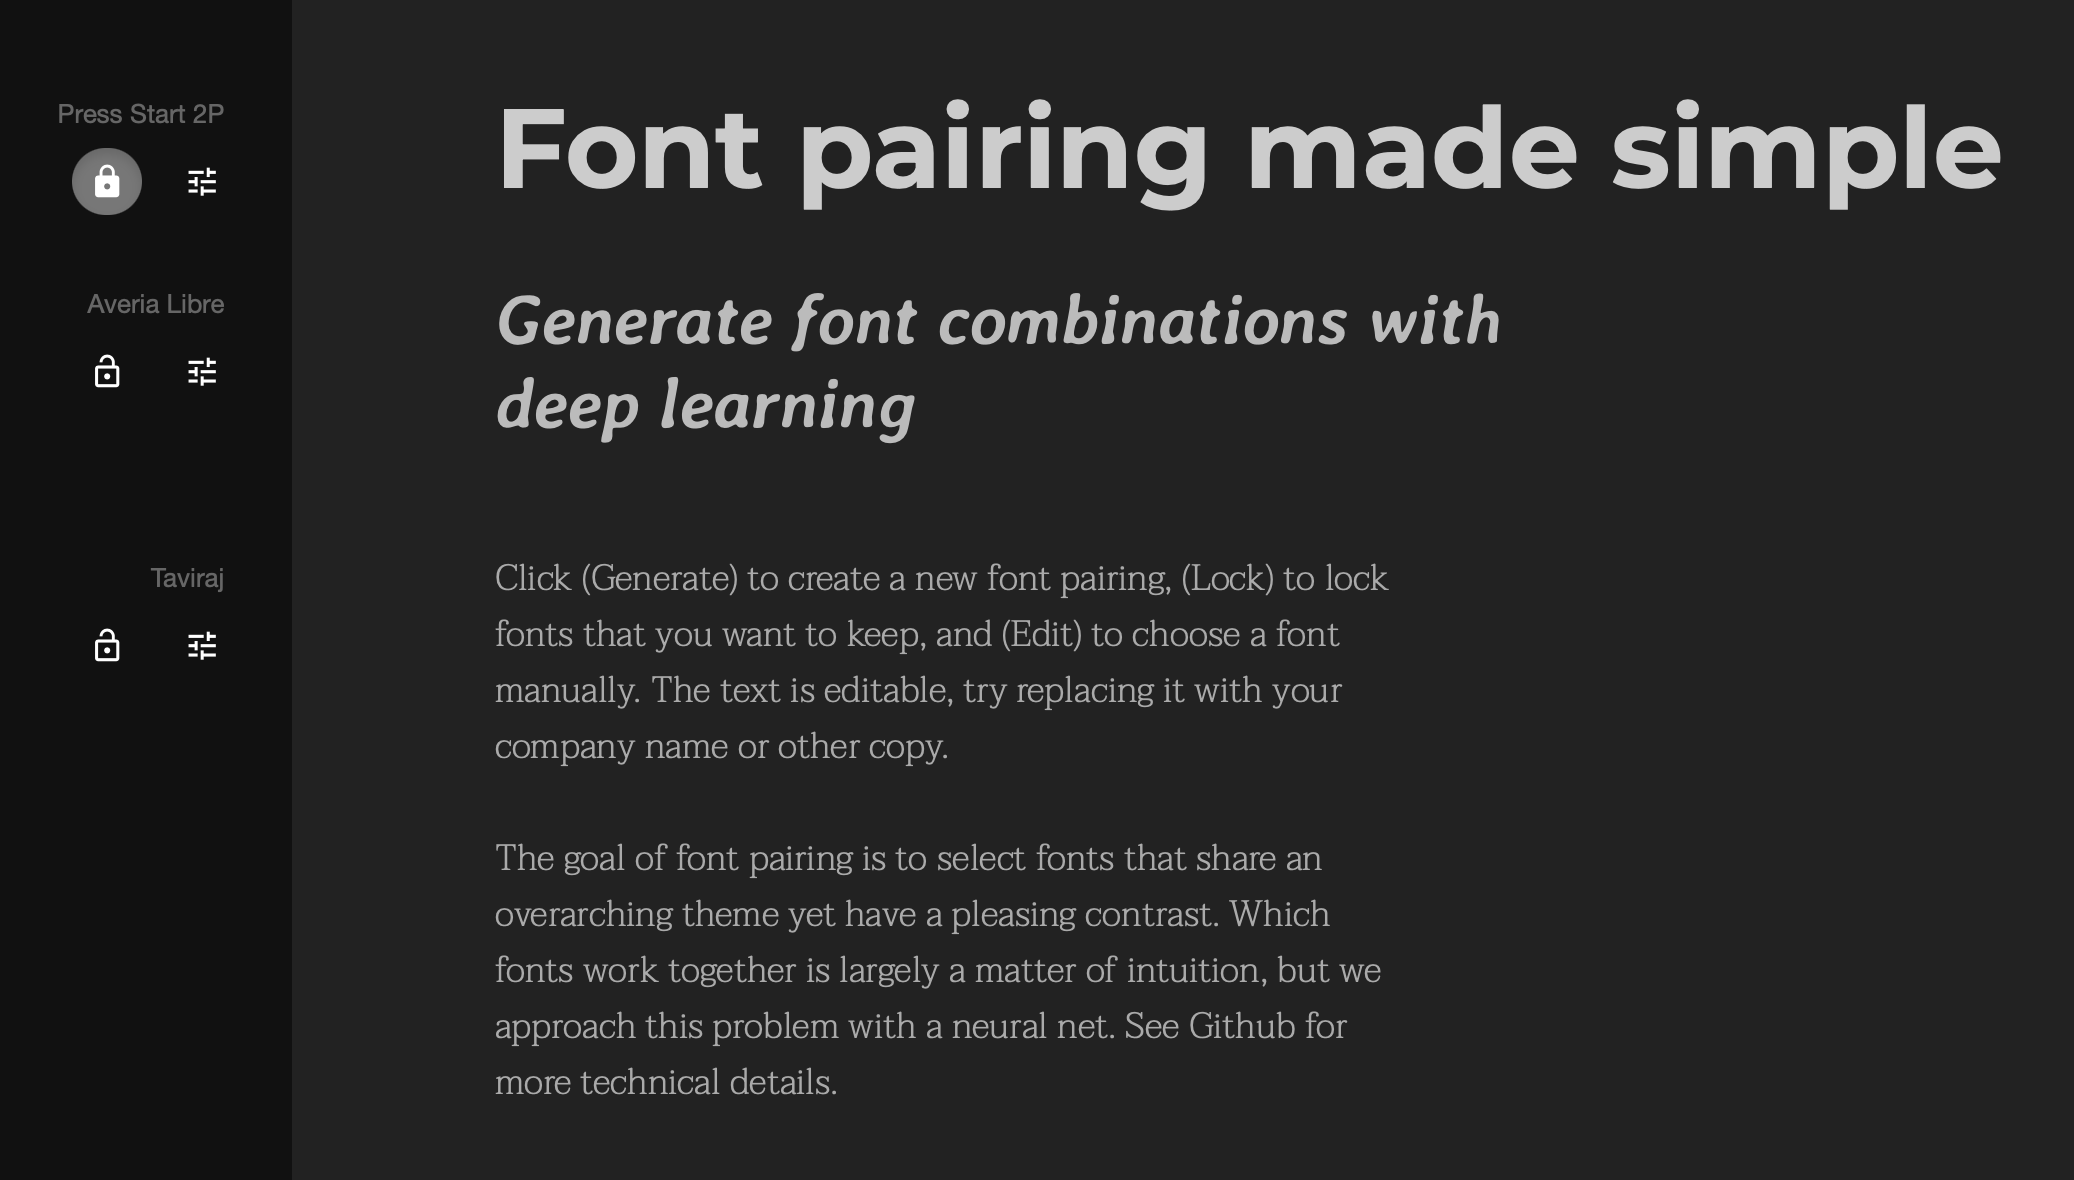 Press Start 2P
Font pairing made simple
Averia Libre
Generate font combinations with
deep learning
Taviraj
Click (Generate) to create a new font pairing, (Lock) to lock
fonts that you want to keep, and (Edit) to choose a font
manually. The text is editable, try replacing it with your
company name or other copy.
The goal of font pairing is to select fonts that share an
overarching theme yet have a pleasing contrast. Which
fonts work together is largely a matter of intuition, but we
approach this problem with a neural net. See Github for
more technical details.